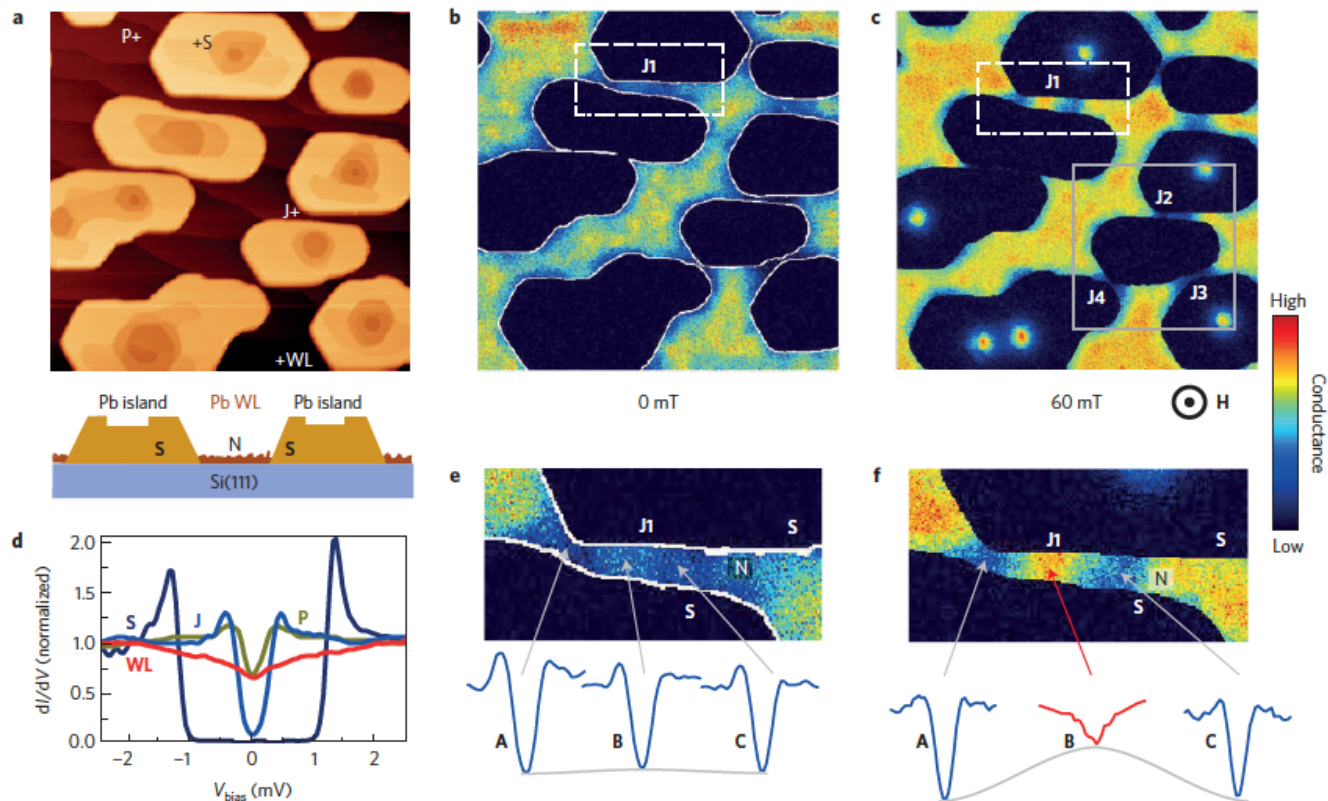 a
P+
+S
J+
+WL
b
J1
0 mT
c
J1
J2
J4
J3
60 mT
H
High
Conductance
Low
Pb island
Pb WL
Pb island
S
N
S
Si(111)
d
dI/dV (normalized)
2.0
1.5
1.0
0.5
0.0
S
J
P
WL
−2
−1
0
1
2
Vbias (mV)
e
J1
S
N
S
A
B
C
f
J1
S
N
S
A
B
C